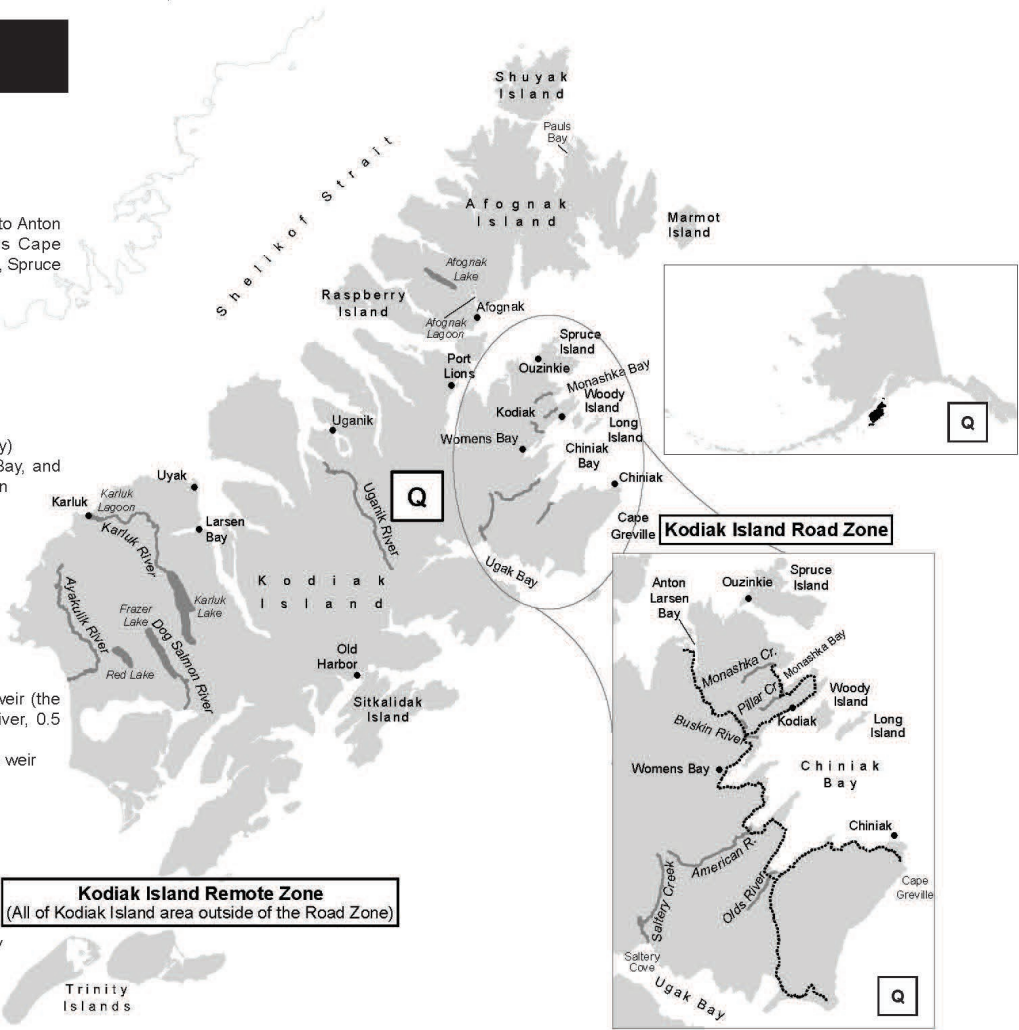 to Anton
s Cape
, Spruce
y)
Bay, and
n
weir (the
iver, 0.5
weir
y
Shuyak
Island
Pauls
Bay
Shelikof Strait
Afognak
Island
Marmot
Island
Afognak
Lake
Raspberry
Island
Afognak
Afognak
Lagoon
Spruce
Island
Port
Lions
Ouzinkie
Monashka Bay
Woody
Island
Kodiak
Long
Island
Uganik
Womens Bay
Chiniak
Bay
Uyak
Chiniak
Q
Karluk
Karluk
Lagoon
Larsen
Bay
Karluk River
Uganik River
Cape
Greville
Ugak Bay
Kodiak
Island
Ayakulik River
Karluk
Lake
Frazer
Lake
Dog Salmon River
Red Lake
Old
Harbor
Sitkalidak
Island
Kodiak Island Remote Zone
(All of Kodiak Island area outside of the Road Zone)
Trinity
Islands
Q
Kodiak Island Road Zone
Anton
Larsen
Bay
Ouzinkie
Spruce
Island
Monashka Cr.
Monashka Bay
Pillar Cr.
Woody
Island
Kodiak
Long
Island
Buskin River
Womens Bay
Chiniak
Bay
Chiniak
American R.
Olds River
Cape
Greville
Saltery Creek
Saltery
Cove
Ugak Bay
Q